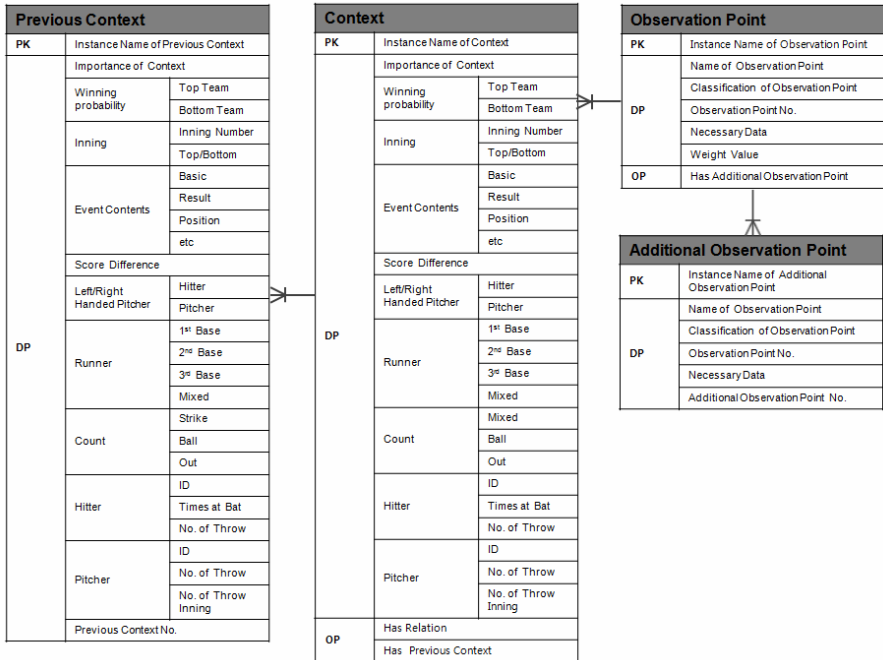 Previous Context
PK Instance Name of Previous Context
DP
Importance of Context
Winning probability
Top Team
Bottom Team
Inning
Inning Number
Top/Bottom
Event Contents
Basic
Result
Position
etc
Score Difference
Left/Right Handed Pitcher
Hitter
Pitcher
Runner
1st Base
2nd Base
3rd Base
Mixed
Count
Strike
Ball
Out
Hitter
ID
Times at Bat
No. of Throw
Pitcher
ID
No. of Throw
No. of Throw Inning
Previous Context No.
Context
PK Instance Name of Context
DP
Importance of Context
Winning probability
Top Team
Bottom Team
Inning
Inning Number
Top/Bottom
Event Contents
Basic
Result
Position
etc
Score Difference
Left/Right Handed Pitcher
Hitter
Pitcher
Runner
1st Base
2nd Base
3rd Base
Mixed
Count
Mixed
Ball
Out
Hitter
ID
Times at Bat
No. of Throw
Pitcher
ID
No. of Throw
No. of Throw Inning
OP
Has Relation
Has Previous Context
Observation Point
PK Instance Name of Observation Point
DP
Name of Observation Point
Classification of Observation Point
Observation Point No.
Necessary Data
Weight Value
OP Has Additional Observation Point
Additional Observation Point
PK Instance Name of Additional Observation Point
DP
Name of Observation Point
Classification of Observation Point
Observation Point No.
Necessary Data
Additional Observation Point No.